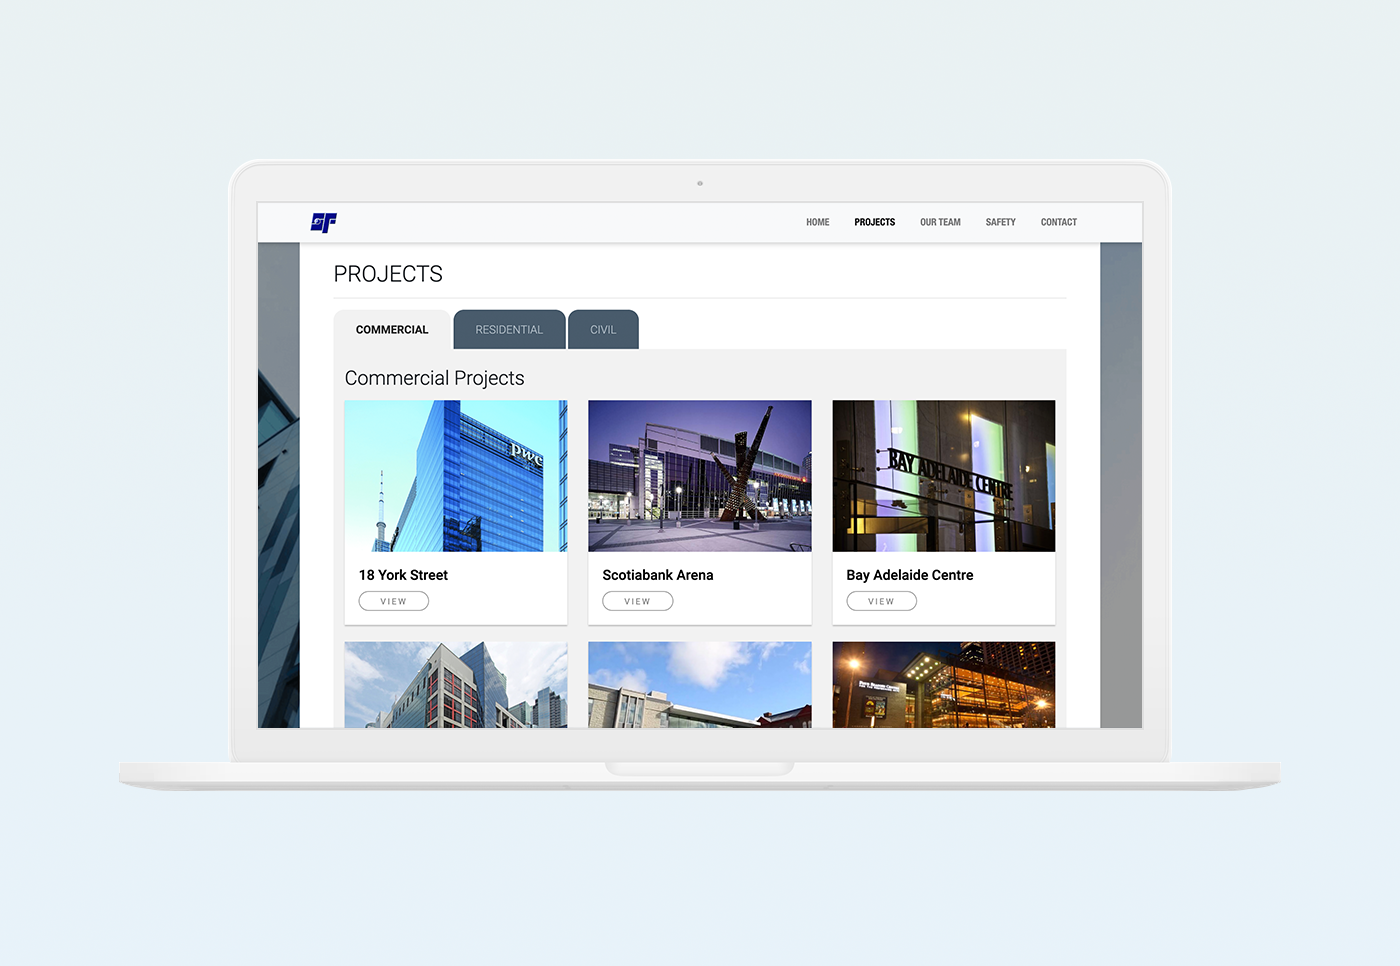 HOME PROJECTS OUR TEAM SAFETY CONTACT
PROJECTS
COMMERCIAL RESIDENTIAL CIVIL
Commercial Projects
pwc
BAY ADELAIDE CENTRE
18 York Street
Scotiabank Arena
Bay Adelaide Centre
VIEW
VIEW
VIEW